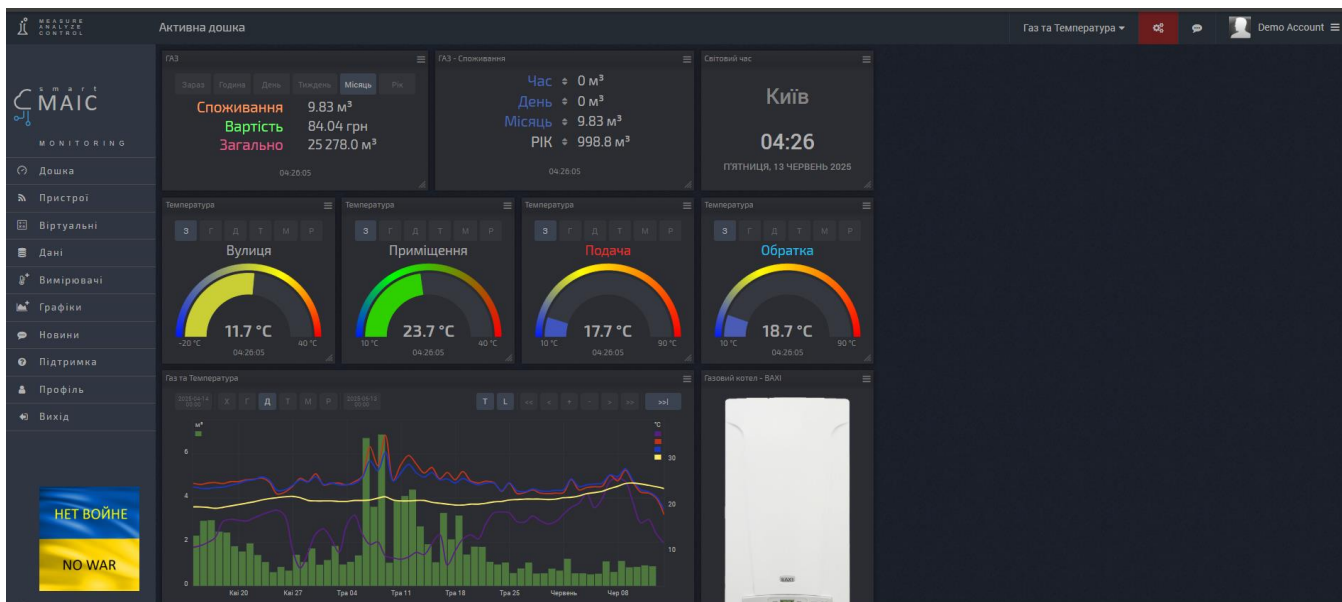 MEASURE
ANALYZE
CONTROL
Активна дошка
Газ та Температура
Demo Account
smart
MAIC
MONITORING
Дошка
Пристрої
Віртуальні
Дані
Вимірювачі
Графіки
Новини
Підтримка
Профіль
Вихід
НЕТ ВОЙНЕ
NO WAR
ГАЗ
Зараз Година День Тиждень Місяць Рік
Споживання 9.83 м³
Вартість 84.04 грн
Загально 25 278.0 м³
04:26:05
ГАЗ - Споживання
Час 0 м³
День 0 м³
Місяць 9.83 м³
РІК 998.8 м³
04:26:05
Світовий час
Київ
04:26
П'ЯТНИЦЯ, 13 ЧЕРВЕНЬ 2025
Температура
З Г Д Т М Р
Вулиця
11.7 °C
-20 °C 40 °C
04:26:05
Температура
З Г Д Т М Р
Приміщення
23.7 °C
10 °C 40 °C
04:26:05
Температура
З Г Д Т М Р
Подача
17.7 °C
10 °C 90 °C
04:26:05
Температура
З Г Д Т М Р
Обратка
18.7 °C
10 °C 90 °C
04:26:05
Газ та Температура
Х Г Д Т М Р
T L << < + - > >> >>|
м³ °C
6
4
2
0
30
20
10
Кві 20 Кві 27 Тра 04 Тра 11 Тра 18 Тра 25 Червень Чер 08
Газовий котел - BAXI
BAXI